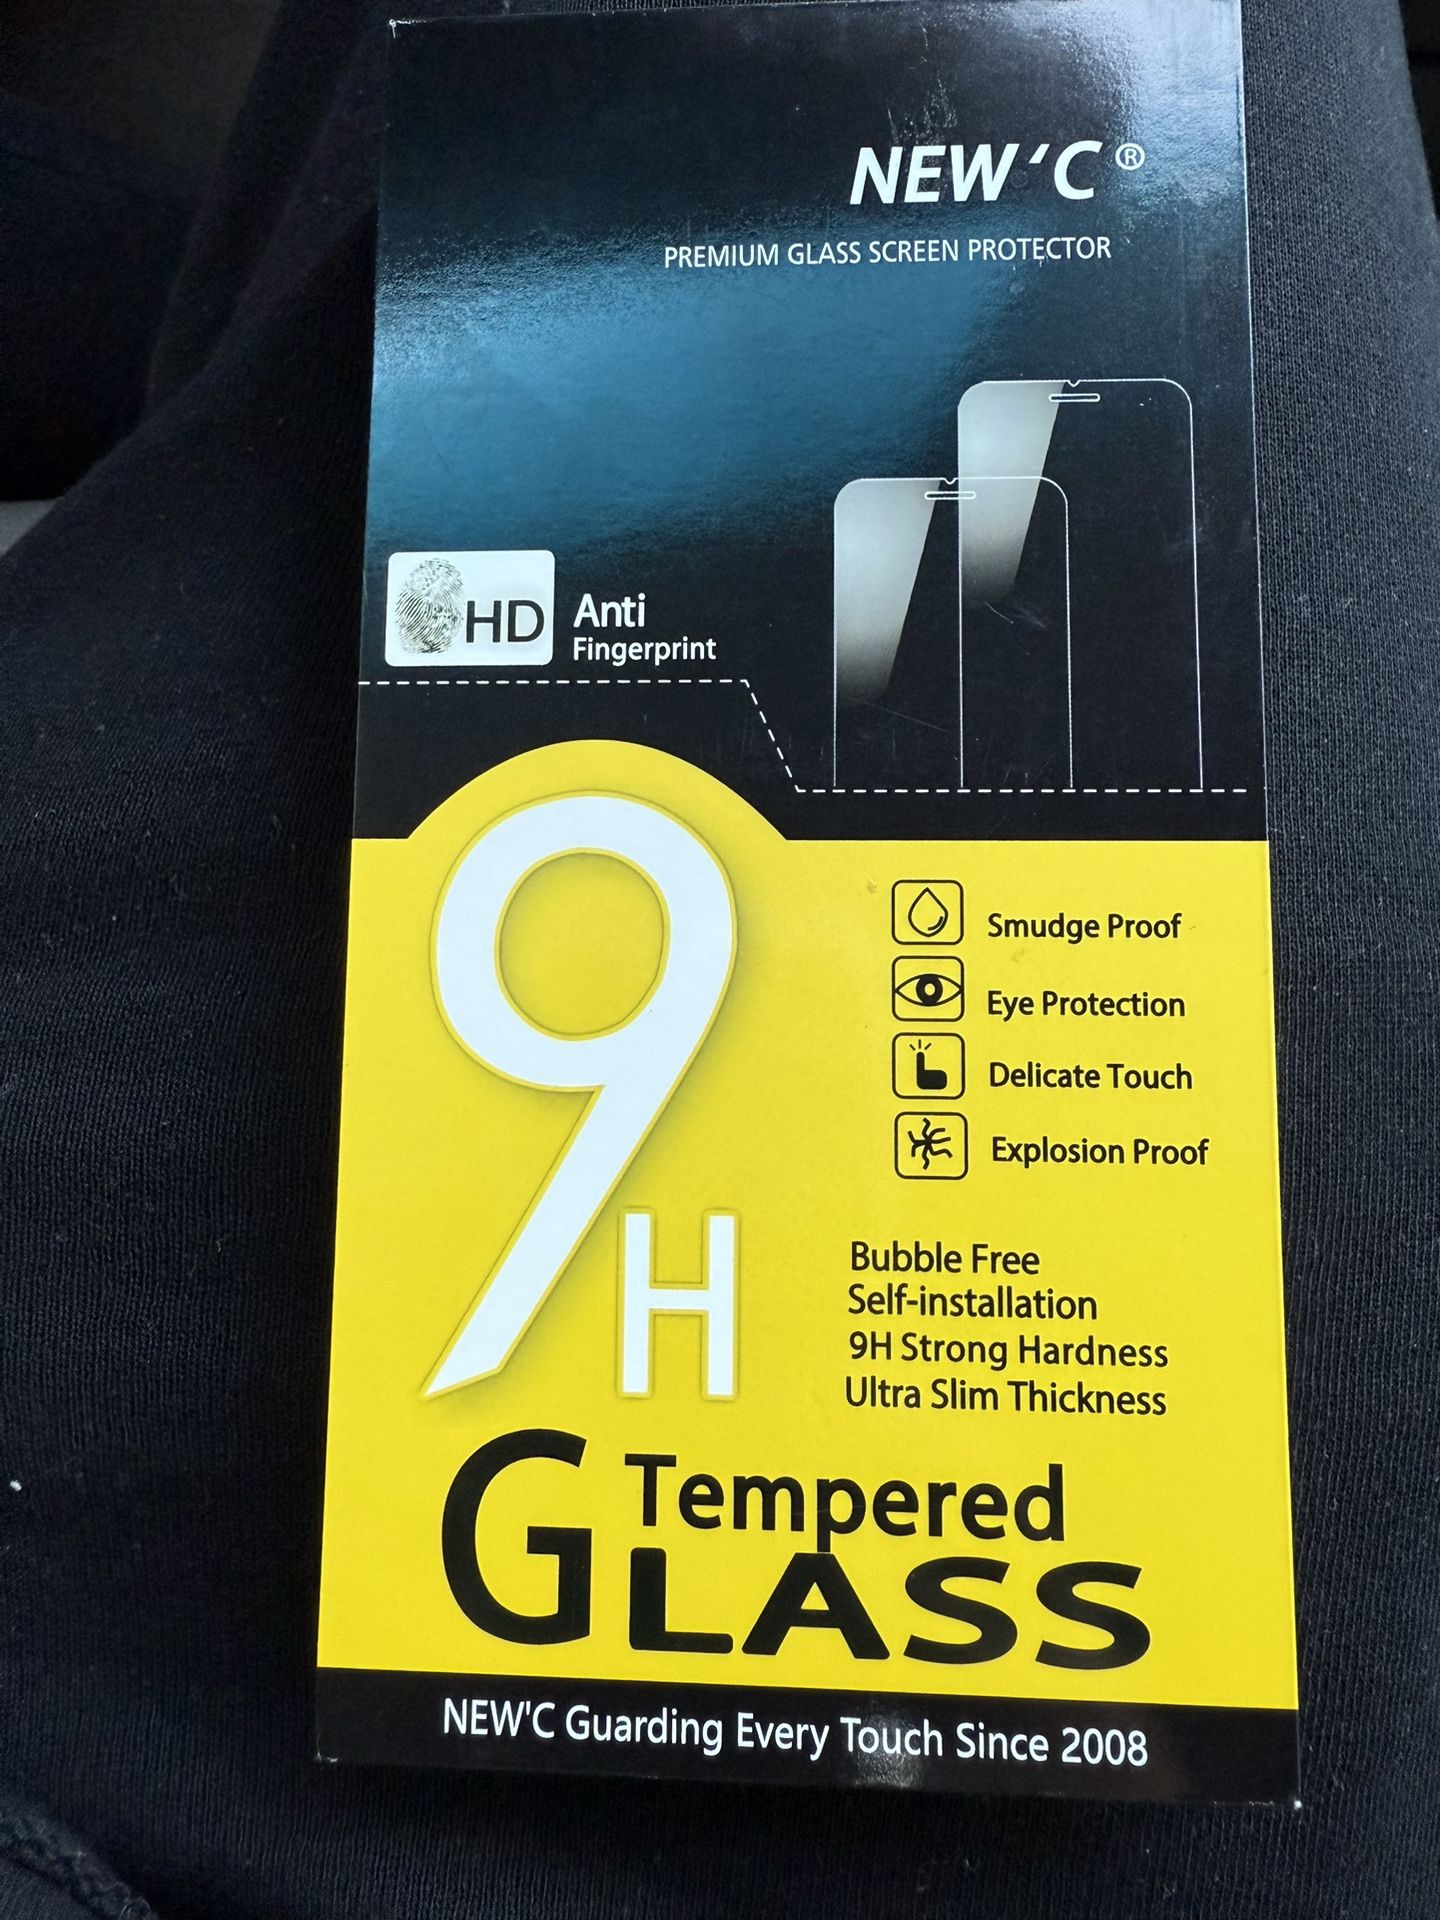 NEW‘C®
PREMIUM GLASS SCREEN PROTECTOR
HD
Anti
Fingerprint
9H
Smudge Proof
Eye Protection
Delicate Touch
Explosion Proof
Bubble Free
Self-installation
9H Strong Hardness
Ultra Slim Thickness
Tempered
GLASS
NEW'C Guarding Every Touch Since 2008